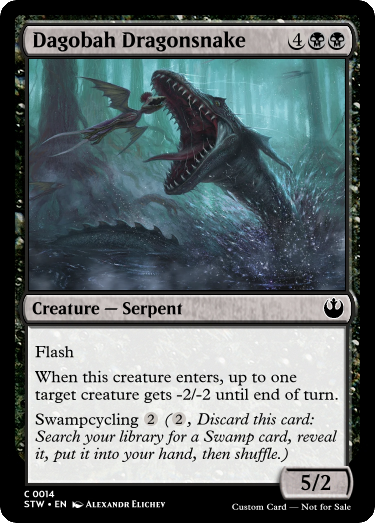 Dagobah Dragonsnake 4
Creature — Serpent
Flash
When this creature enters, up to one
target creature gets -2/-2 until end of turn.
Swampcycling 2 (2, Discard this card:
Search your library for a Swamp card, reveal
it, put it into your hand, then shuffle.)
5/2
C 0014
STW • EN Alexandr Elichev
Custom Card — Not for Sale